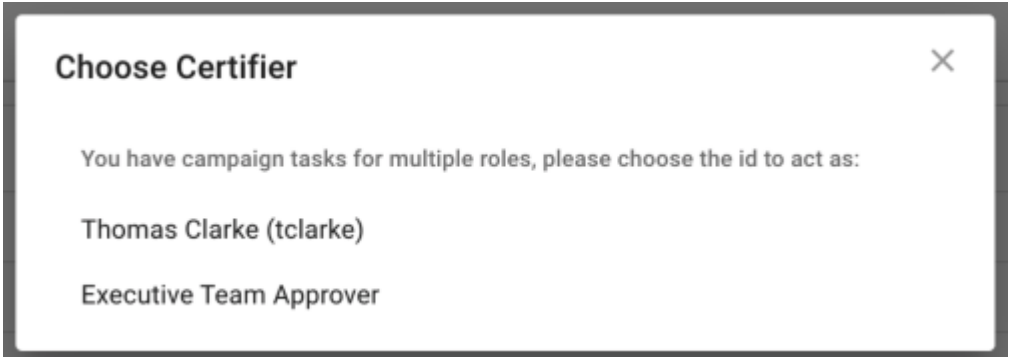 Choose Certifier
You have campaign tasks for multiple roles, please choose the id to act as:
Thomas Clarke (tclarke)
Executive Team Approver